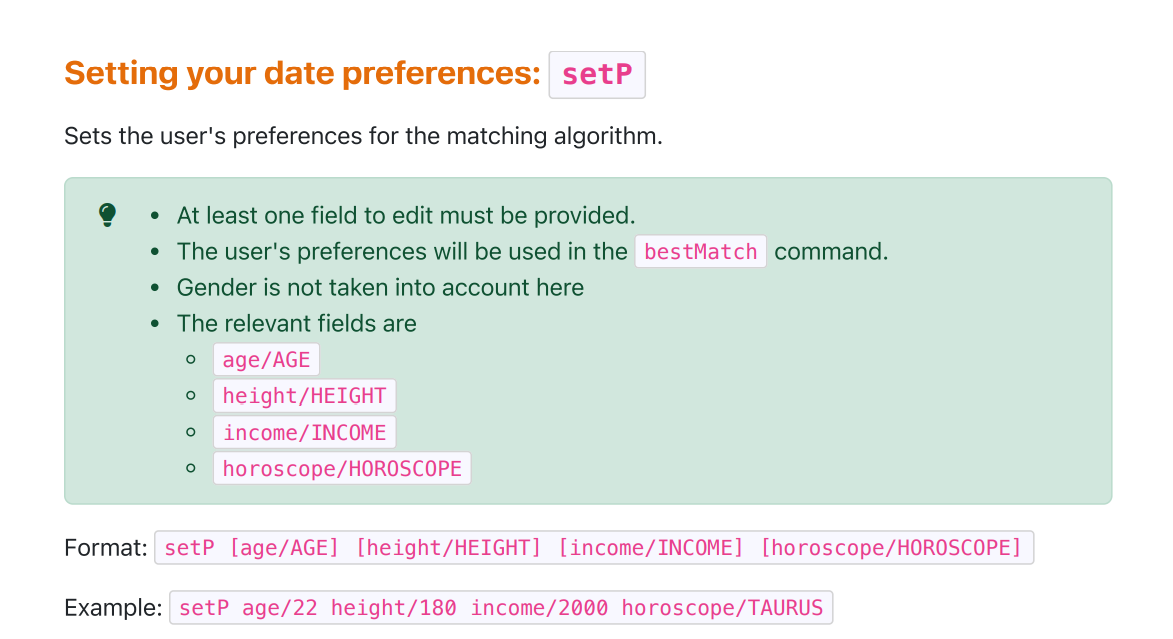 Setting your date preferences: setP
Sets the user's preferences for the matching algorithm.
At least one field to edit must be provided.
The user's preferences will be used in the bestMatch command.
Gender is not taken into account here
The relevant fields are
age/AGE
height/HEIGHT
income/INCOME
horoscope/HOROSCOPE
Format: setP [age/AGE] [height/HEIGHT] [income/INCOME] [horoscope/HOROSCOPE]
Example: setP age/22 height/180 income/2000 horoscope/TAURUS